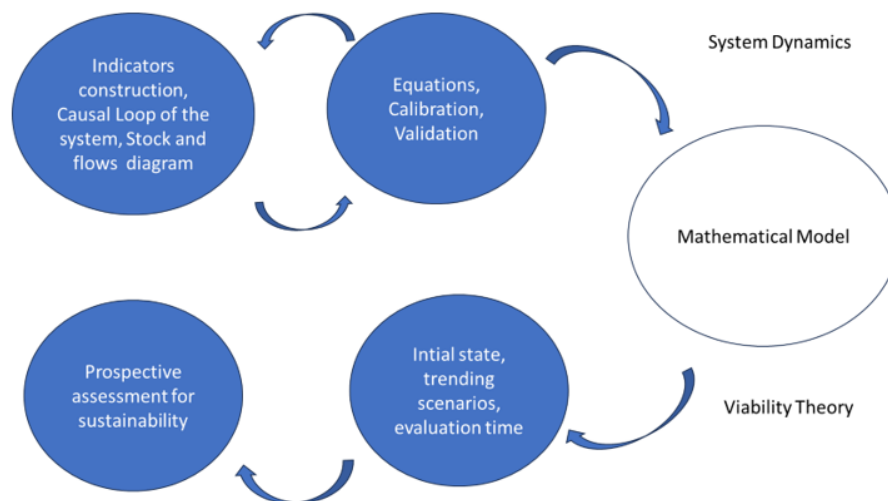 System Dynamics
Indicators
construction,
Causal Loop of the
system, Stock and
flows diagram
Equations,
Calibration,
Validation
Mathematical Model
Intial state,
trending
scenarios,
evaluation time
Prospective
assessment for
sustainability
Viability Theory